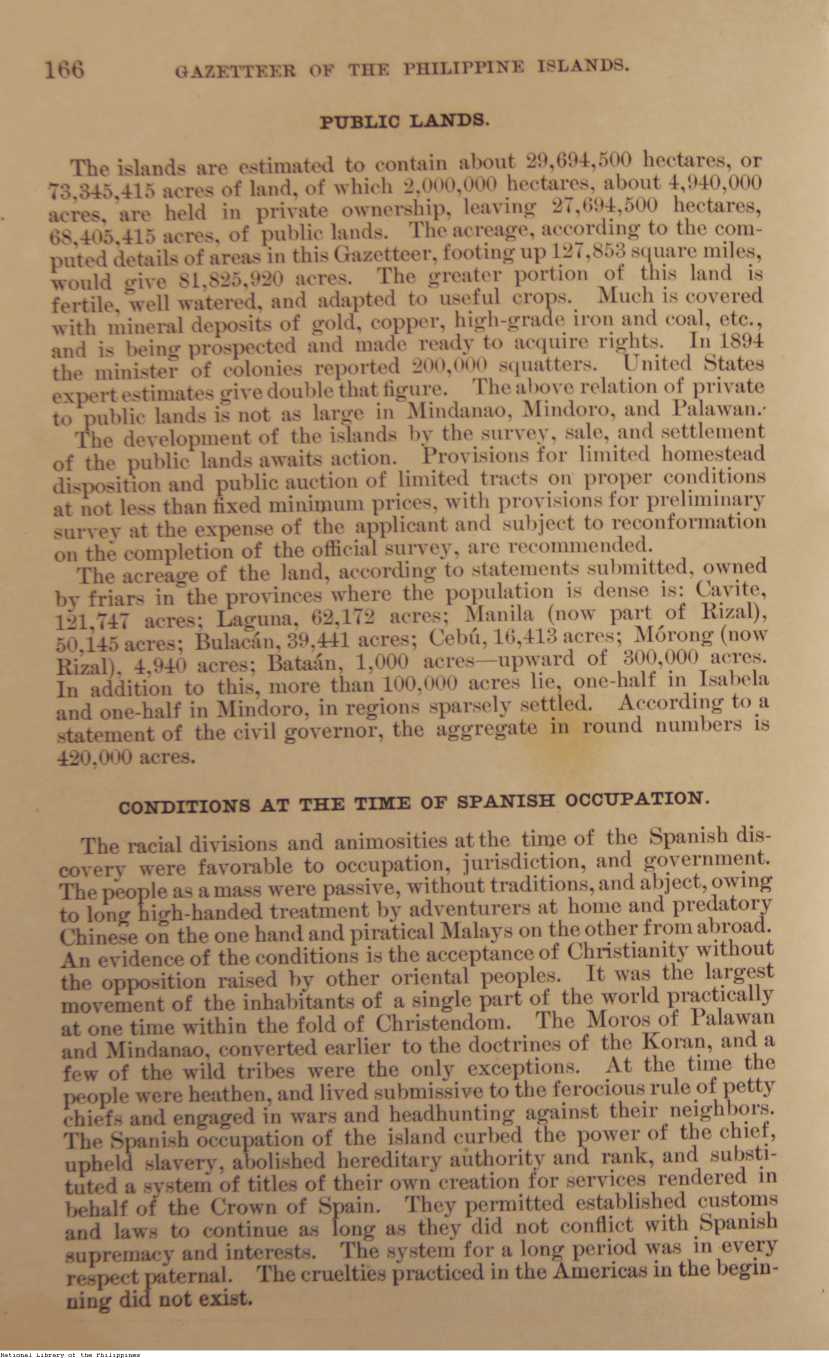 166 GAZETTEER OF THE PHILIPPINE ISLANDS.
PUBLIC LANDS.
The islands are estimated to contain about 29,694,500 hectares, or
73,345,415 acres of land, of which 2,000,000 hectares, about 4,940,000
acres, are held in private ownership, leaving 27,694,500 hectares,
68,405,415 acres, of public lands. The acreage, according to the com-
puted details of areas in this Gazetteer, footing up 127,853 square miles,
would give 81,825,920 acres. The greater portion of this land is
fertile, well watered, and adapted to useful crops. Much is covered
with mineral deposits of gold, copper, high-grade iron and coal, etc.,
and is being prospected and made ready to acquire rights. In 1894
the minister of colonies reported 200,000 squatters. United States
expert estimates give double that figure. The above relation of private
to public lands is not as large in Mindanao, Mindoro, and Palawan.
The development of the islands by the survey, sale, and settlement
of the public lands awaits action. Provisions for limited homestead
disposition and public auction of limited tracts on proper conditions
at not less than fixed minimum prices, with provisions for preliminary
survey at the expense of the applicant and subject to reconformation
on the completion of the official survey, are recommended.
The acreage of the land, according to statements submitted, owned
by friars in the provinces where the population is dense is: Cavite,
121,747 acres; Laguna, 62,172 acres; Manila (now part of Rizal),
50,145 acres; Bulacán, 39,441 acres; Cebú, 16,413 acres; Mórong (now
Rizal), 4,940 acres; Bataán, 1,000 acres—upward of 300,000 acres.
In addition to this, more than 100,000 acres lie, one-half in Isabela
and one-half in Mindoro, in regions sparsely settled. According to a
statement of the civil governor, the aggregate in round numbers is
420,000 acres.
CONDITIONS AT THE TIME OF SPANISH OCCUPATION.
The racial divisions and animosities at the time of the Spanish dis-
covery were favorable to occupation, jurisdiction, and government.
The people as a mass were passive, without traditions, and abject, owing
to long high-handed treatment by adventurers at home and predatory
Chinese on the one hand and piratical Malays on the other from abroad.
An evidence of the conditions is the acceptance of Christianity without
the opposition raised by other oriental peoples. It was the largest
movement of the inhabitants of a single part of the world practically
at one time within the fold of Christendom. The Moros of Palawan
and Mindanao, converted earlier to the doctrines of the Koran, and a
few of the wild tribes were the only exceptions. At the time the
people were heathen, and lived submissive to the ferocious rule of petty
chiefs and engaged in wars and headhunting against their neighbors.
The Spanish occupation of the island curbed the power of the chief,
upheld slavery, abolished hereditary authority and rank, and substi-
tuted a system of titles of their own creation for services rendered in
behalf of the Crown of Spain. They permitted established customs
and laws to continue as long as they did not conflict with Spanish
supremacy and interests. The system for a long period was in every
respect paternal. The cruelties practiced in the Americas in the begin-
ning did not exist.
National Library of the Philippines